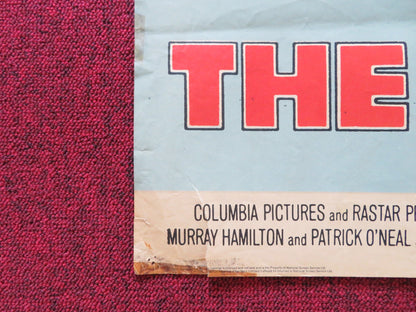 THE
COLUMBIA PICTURES and RASTAR P
MURRAY HAMILTON and PATRICK O'NEAL